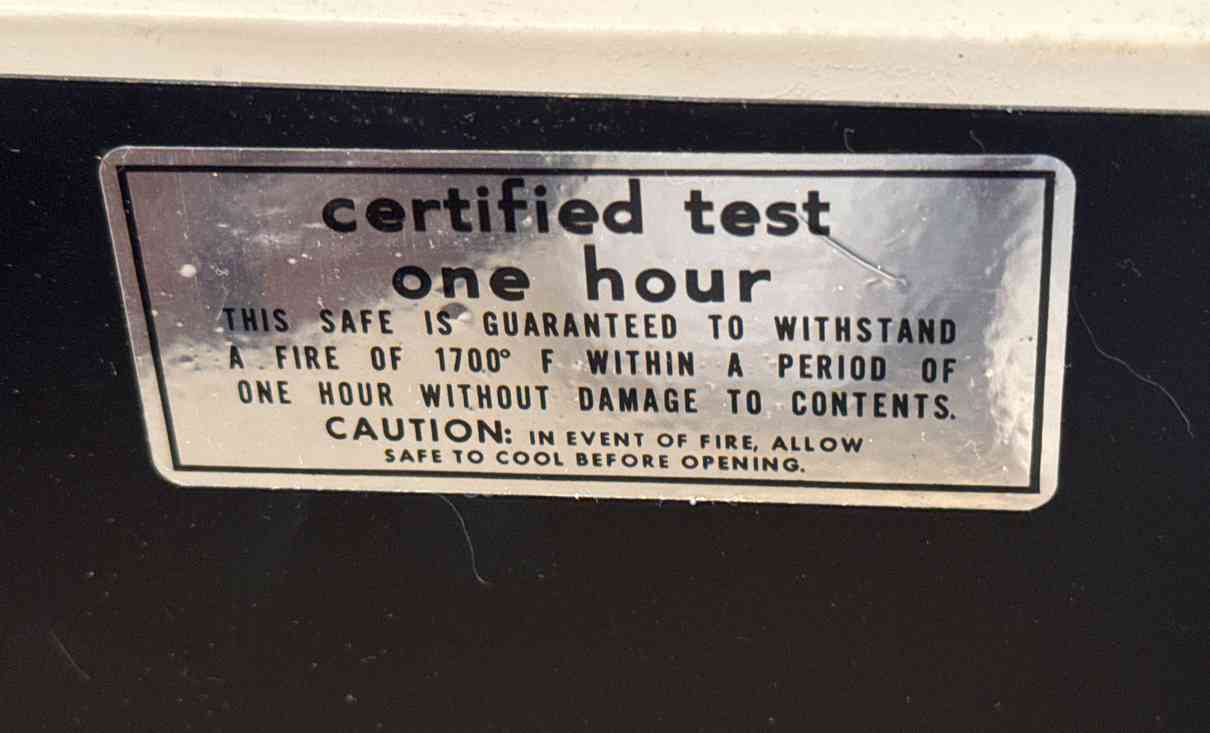 certified test
one hour
THIS SAFE IS GUARANTEED TO WITHSTAND
A FIRE OF 1700° F WITHIN A PERIOD OF
ONE HOUR WITHOUT DAMAGE TO CONTENTS.
CAUTION: IN EVENT OF FIRE, ALLOW
SAFE TO COOL BEFORE OPENING.